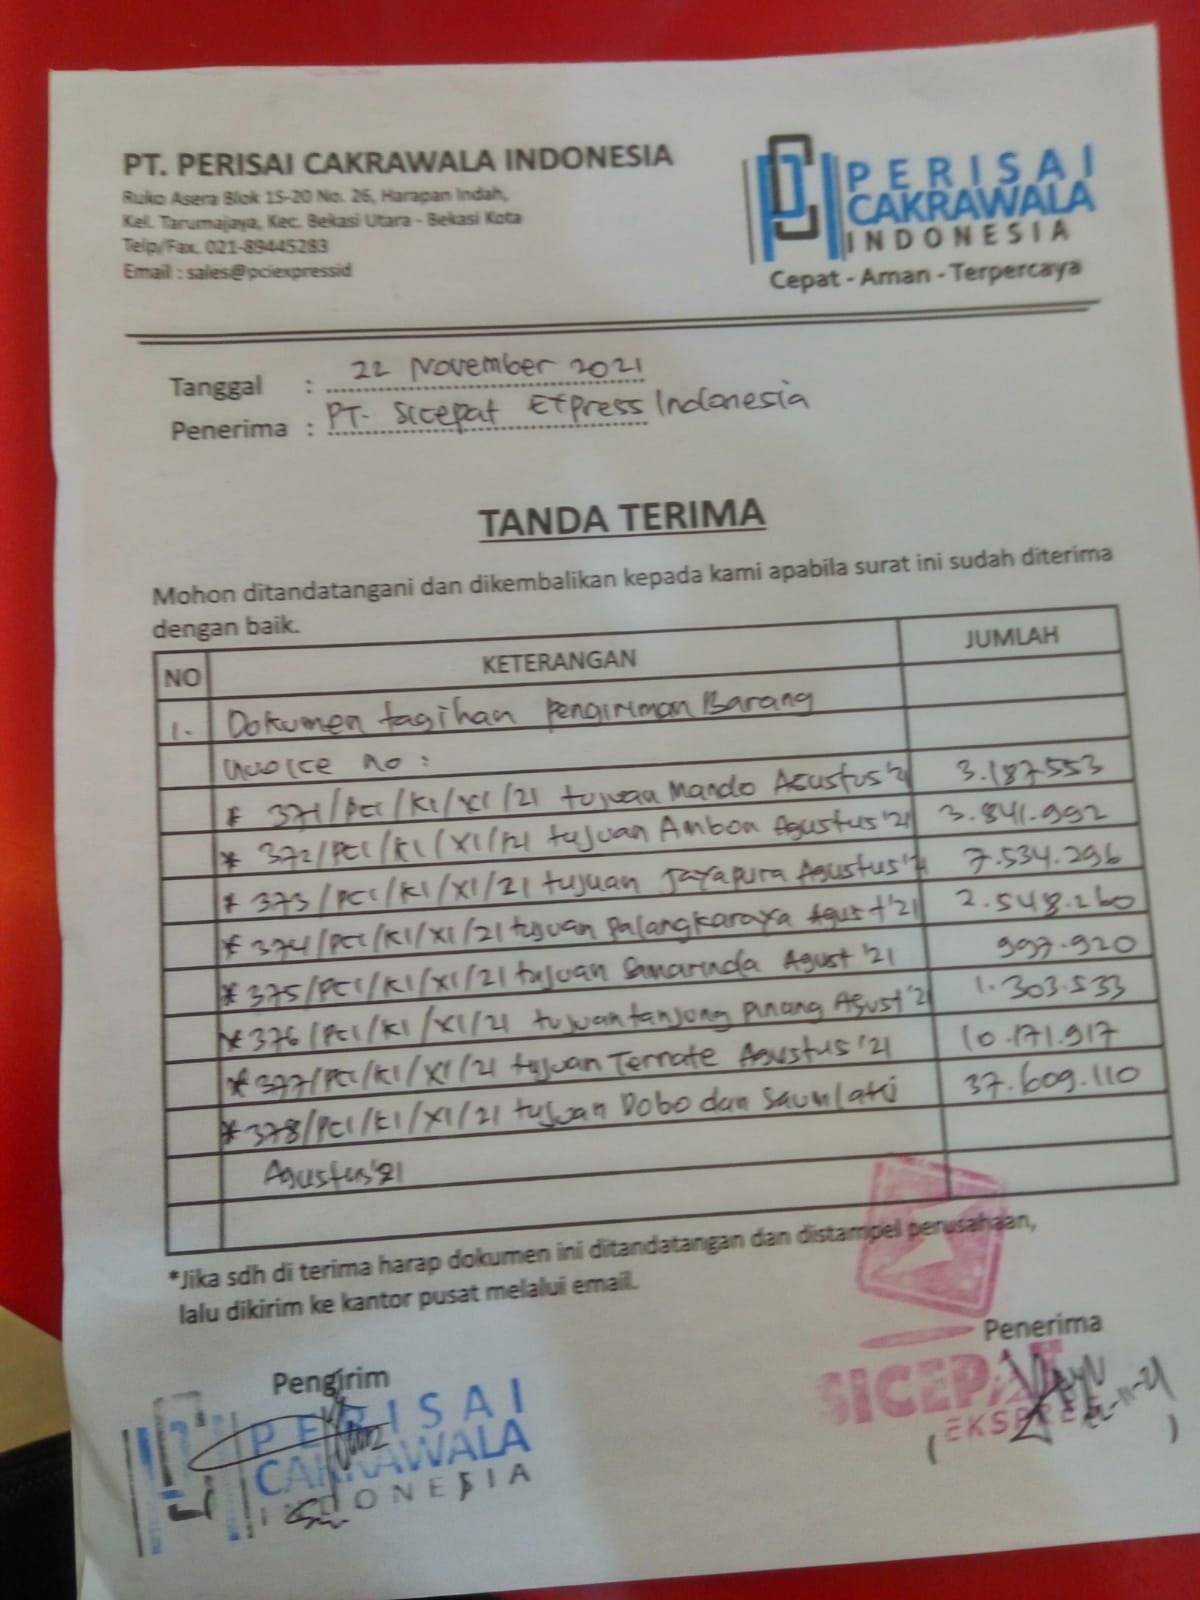 PT. PERISAI CAKRAWALA INDONESIA
Ruko Asera Blok 1S-20 No. 26, Harapan Indah,
Kel. Tarumajaya, Kec. Bekasi Utara - Bekasi Kota
Telp/Fax. 021-89445283
Email : sales@pciexpressid
PERISAI
CAKRAWALA
INDONESIA
Cepat - Aman - Terpercaya
Tanggal : 22 November 2021
Penerima : PT. Sicepat Express Indonesia
TANDA TERIMA
Mohon ditandatangani dan dikembalikan kepada kami apabila surat ini sudah diterima
dengan baik.
NO KETERANGAN JUMLAH
1. Dokumen tagihan Pengiriman Barang
Invoice no :
* 371/PCI/KI/XI/21 tujuan Manado Agustus'21 3.187.553
* 372/PCI/KI/XI/21 tujuan Ambon Agustus'21 3.841.992
* 373/PCI/KI/XI/21 tujuan Jayapura Agustus'21 7.534.296
* 374/PCI/KI/XI/21 tujuan Palangkaraya Agust'21 2.548.260
* 375/PCI/KI/XI/21 tujuan Samarinda Agust'21 997.920
* 376/PCI/KI/XI/21 tujuan tanjung pinang Agust'21 1.303.533
* 377/PCI/KI/XI/21 tujuan Ternate Agustus'21 10.171.917
* 378/PCI/KI/XI/21 tujuan Dobo dan Saumlaki 37.609.110
Agustus'21
*Jika sdh di terima harap dokumen ini ditandatangan dan distampel perusahaan,
lalu dikirim ke kantor pusat melalui email.
Pengirim
Penerima
PERISAI
CAKRAWALA
INDONESIA
SICEPAT
EKSPRES